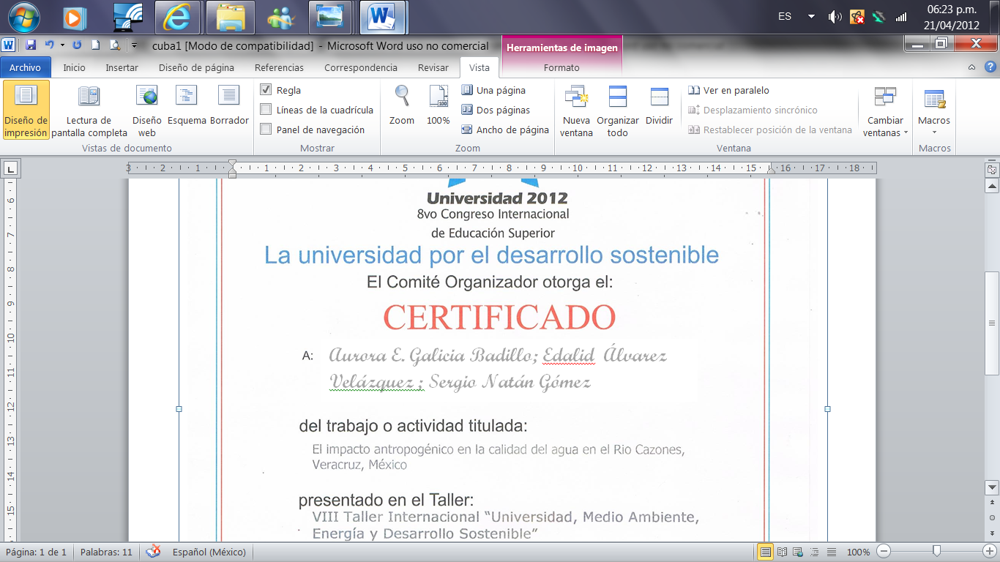 ES
06:23 p.m.
21/04/2012
cuba1 [Modo de compatibilidad] - Microsoft Word uso no comercial
Herramientas de imagen
Archivo Inicio Insertar Diseño de página Referencias Correspondencia Revisar Vista Formato
Diseño de impresión
Lectura de pantalla completa
Diseño web
Esquema
Borrador
Vistas de documento
Regla
Líneas de la cuadrícula
Panel de navegación
Mostrar
Zoom
100%
Una página
Dos páginas
Ancho de página
Zoom
Nueva ventana
Organizar todo
Dividir
Ver en paralelo
Desplazamiento sincrónico
Restablecer posición de la ventana
Cambiar ventanas
Ventana
Macros
Macros
3 2 1 1 2 3 4 5 6 7 8 9 10 11 12 13 14 15 16 17 18
6 7 8 9 10 11 12 13 14 15
Universidad 2012
8vo Congreso Internacional
de Educación Superior
La universidad por el desarrollo sostenible
El Comité Organizador otorga el:
CERTIFICADO
A: Aurora E. Galicia Badillo; Edalid Álvarez
Velázquez ; Sergio Natán Gómez
del trabajo o actividad titulada:
El impacto antropogénico en la calidad del agua en el Rio Cazones,
Veracruz, México
presentado en el Taller:
VIII Taller Internacional “Universidad, Medio Ambiente,
Energía y Desarrollo Sostenible”
Página: 1 de 1 Palabras: 11 Español (México) 100%